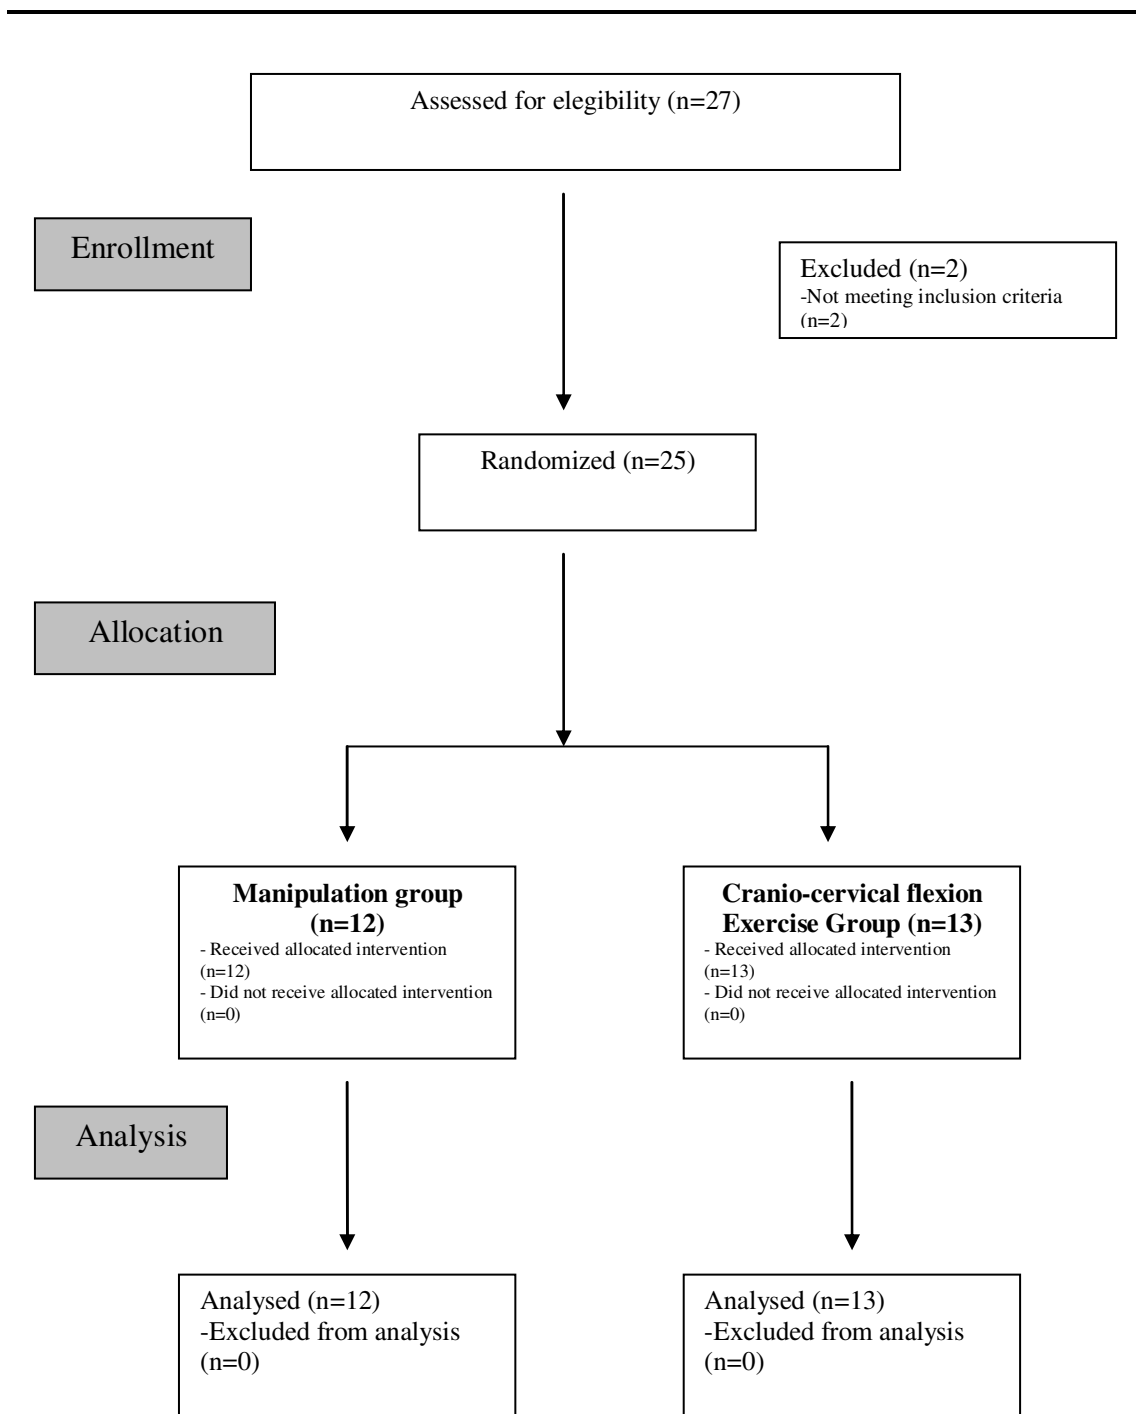 Assessed for elegibility (n=27)
Enrollment
Excluded (n=2)
-Not meeting inclusion criteria
(n=2)
Randomized (n=25)
Allocation
Manipulation group
(n=12)
- Received allocated intervention
(n=12)
- Did not receive allocated intervention
(n=0)
Cranio-cervical flexion
Exercise Group (n=13)
- Received allocated intervention
(n=13)
- Did not receive allocated intervention
(n=0)
Analysis
Analysed (n=12)
-Excluded from analysis
(n=0)
Analysed (n=13)
-Excluded from analysis
(n=0)